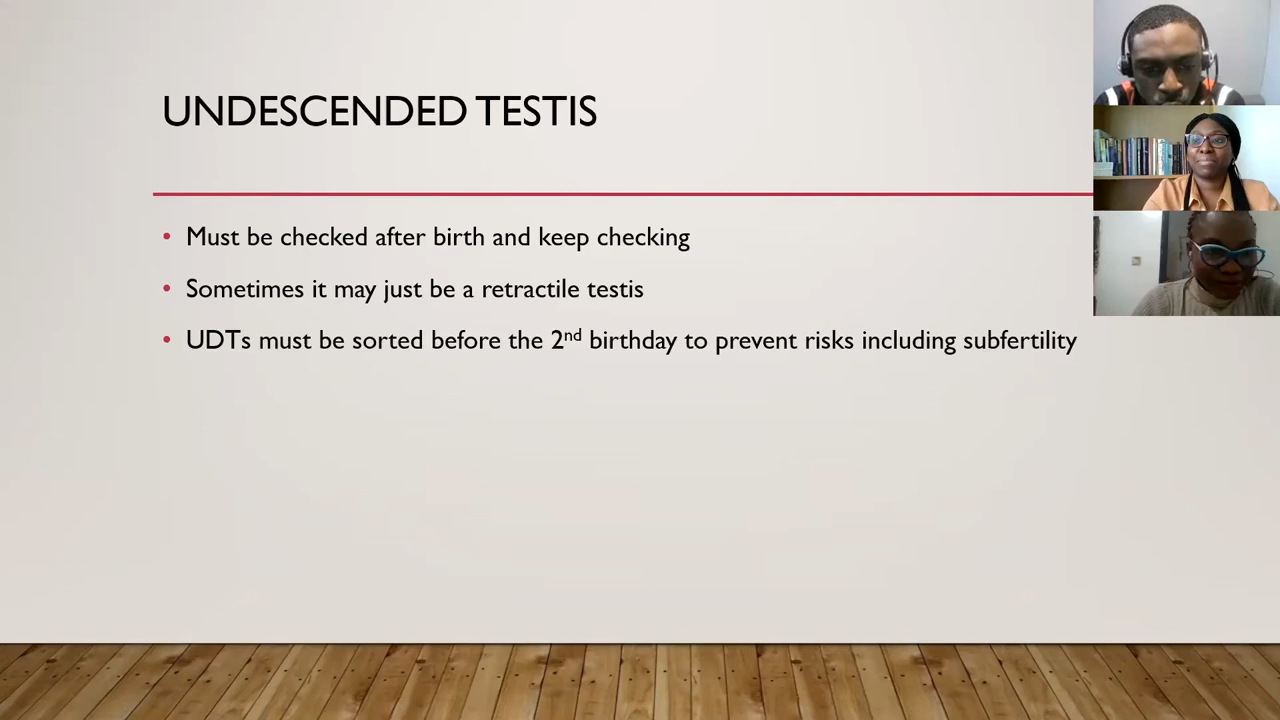 UNDESCENDED TESTIS
• Must be checked after birth and keep checking
• Sometimes it may just be a retractile testis
• UDTs must be sorted before the 2nd birthday to prevent risks including subfertility